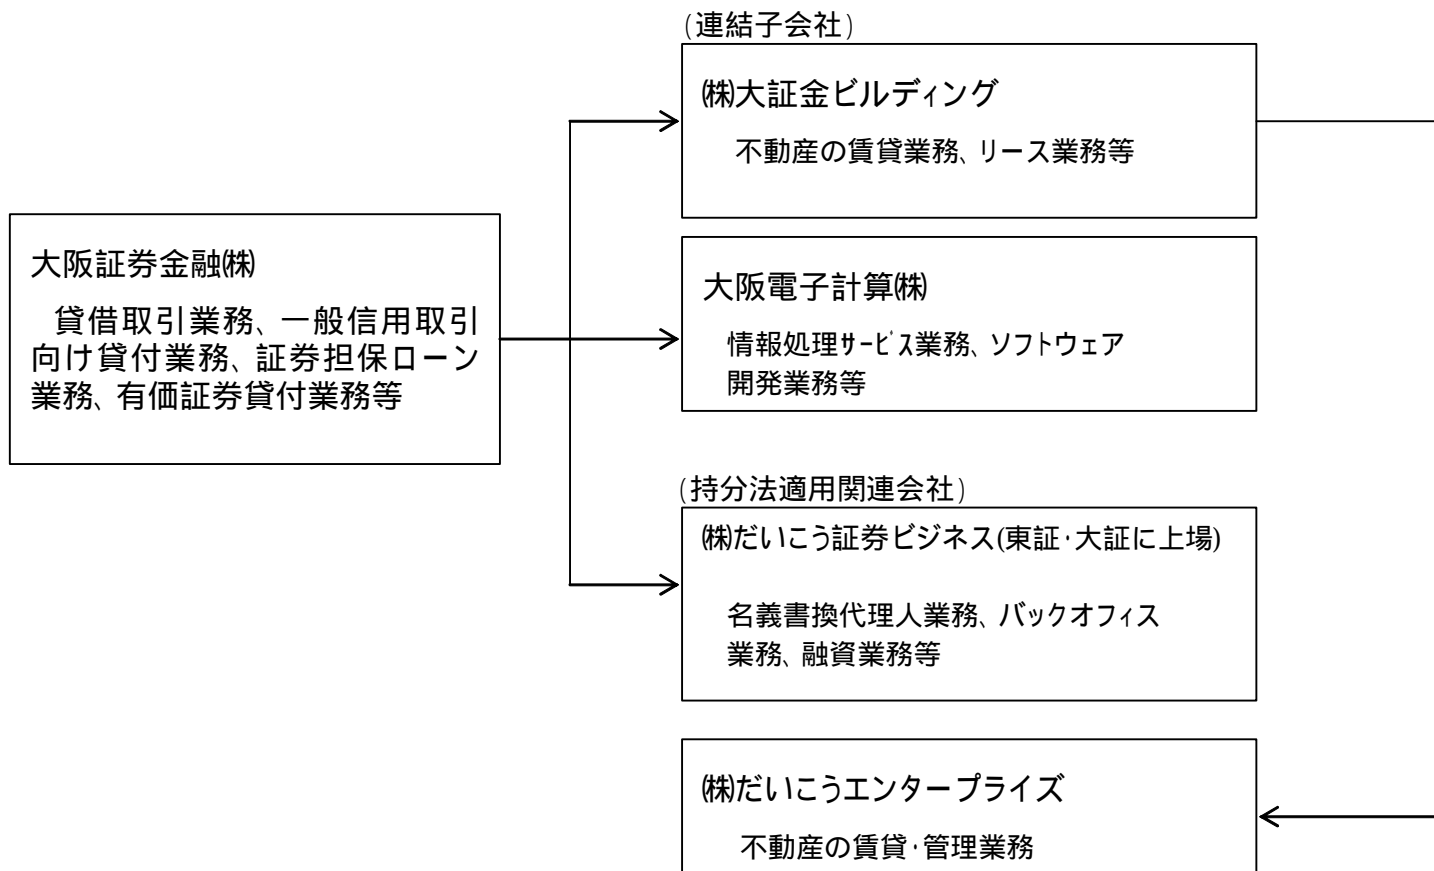 (連結子会社)
㈱大証金ビルディング
不動産の賃貸業務、リース業務等
大阪証券金融㈱
貸借取引業務、一般信用取引
向け貸付業務、証券担保ローン
業務、有価証券貸付業務等
大阪電子計算㈱
情報処理ｻｰﾋﾞｽ業務、ソフトウェア
開発業務等
(持分法適用関連会社)
㈱だいこう証券ビジネス(東証・大証に上場)
名義書換代理人業務、バックオフィス
業務、融資業務等
㈱だいこうエンタープライズ
不動産の賃貸・管理業務